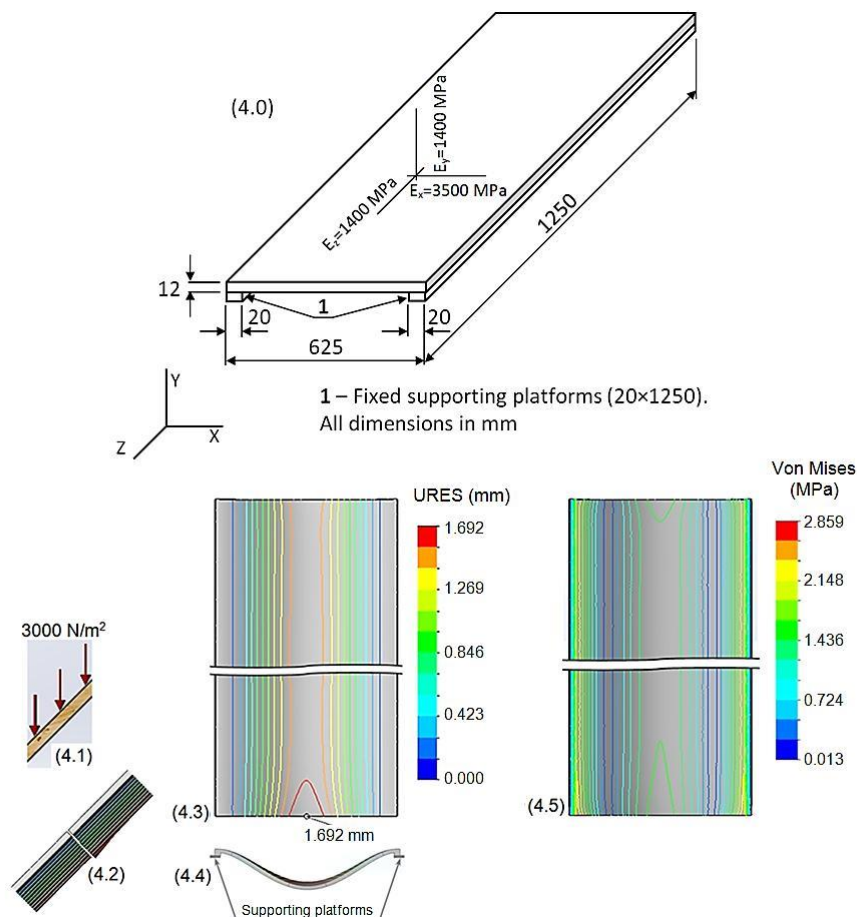 (4.0)
E_y=1400 MPa
E_x=3500 MPa
E_z=1400 MPa
1250
12
20
1
20
625
Y
X
Z
1 – Fixed supporting platforms (20×1250).
All dimensions in mm
URES (mm)
1.692
1.269
0.846
0.423
0.000
Von Mises
(MPa)
2.859
2.148
1.436
0.724
0.013
3000 N/m²
(4.1)
(4.2)
(4.3)
1.692 mm
(4.4)
Supporting platforms
(4.5)